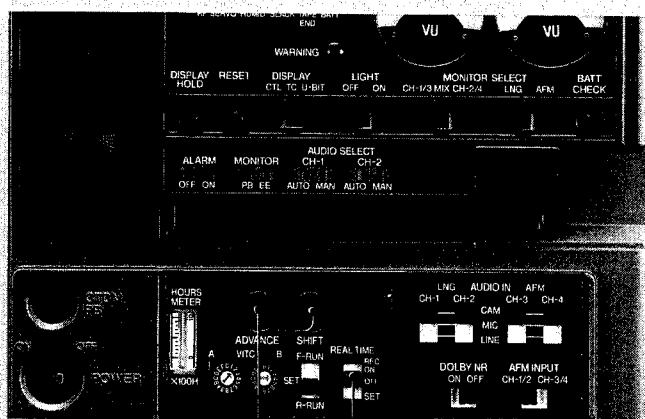 RF SERVO HUMID SLACK TAPE BATT
END
VU VU
WARNING
DISPLAY HOLD RESET DISPLAY LIGHT MONITOR SELECT BATT CHECK
CTL TC U-BIT OFF ON CH-1/3 MIX CH-2/4 LNG AFM
AUDIO SELECT
ALARM MONITOR CH-1 CH-2
OFF ON PB EE AUTO MAN AUTO MAN
HOURS METER
LNG AUDIO IN AFM
CH-1 CH-2 CH-3 CH-4
CAM
MIC
LINE
ADVANCE SHIFT
A VITC B F-RUN REAL TIME
REC
ON
OFF
SET SET
X100H
R-RUN
DOLBY NR AFM INPUT
ON OFF CH-1/2 CH-3/4
ON OFF
POWER